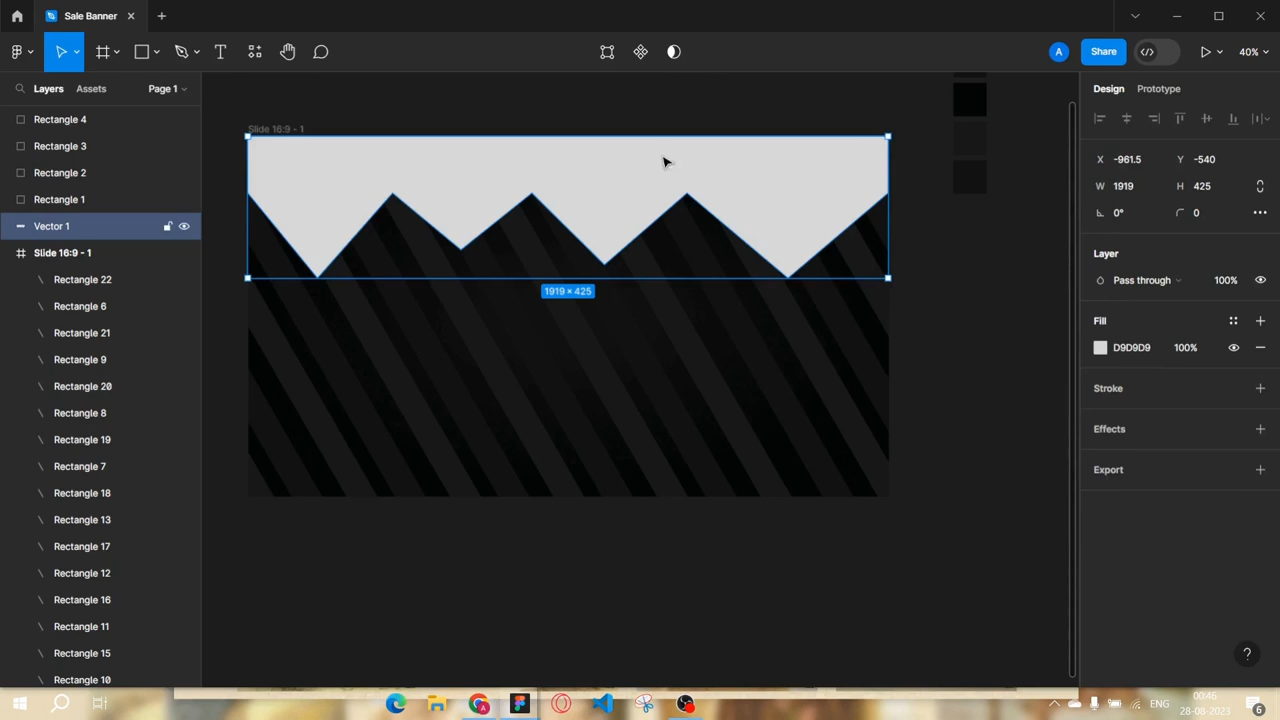 Sale Banner
A
Share
40%
Layers
Assets
Page 1
Rectangle 4
Rectangle 3
Rectangle 2
Rectangle 1
Vector 1
Slide 16:9 - 1
Rectangle 22
Rectangle 6
Rectangle 21
Rectangle 9
Rectangle 20
Rectangle 8
Rectangle 19
Rectangle 7
Rectangle 18
Rectangle 13
Rectangle 17
Rectangle 12
Rectangle 16
Rectangle 11
Rectangle 15
Rectangle 10
Slide 16:9 - 1
1919 × 425
Design
Prototype
X -961.5
Y -540
W 1919
H 425
0°
0
Layer
Pass through
100%
Fill
D9D9D9
100%
Stroke
Effects
Export
?
ENG
00:46
28-08-2023
6